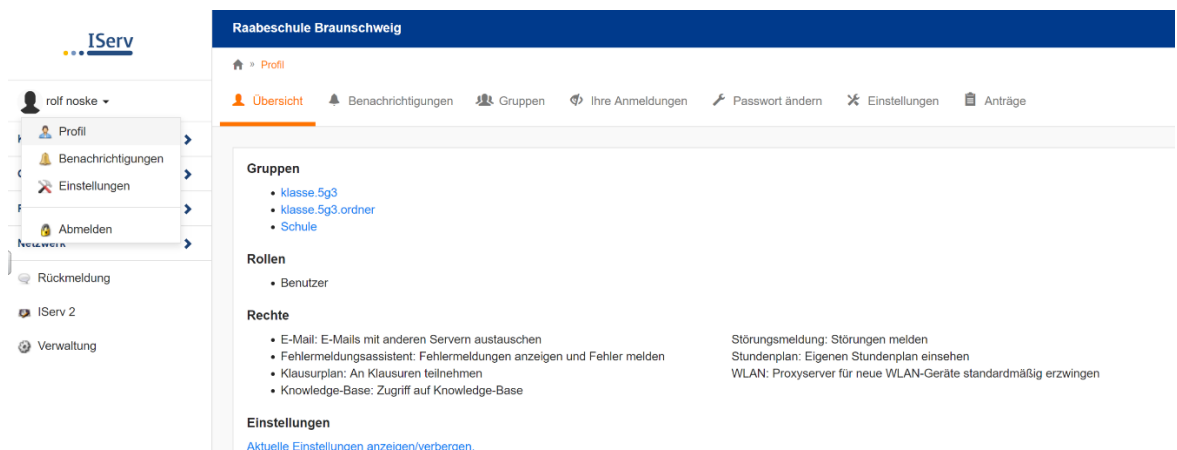 IServ
Raabeschule Braunschweig
» Profil
rolf noske
Übersicht
Benachrichtigungen
Gruppen
Ihre Anmeldungen
Passwort ändern
Einstellungen
Anträge
Profil
Benachrichtigungen
Einstellungen
Abmelden
Netzwerk
Rückmeldung
IServ 2
Verwaltung
Gruppen
• klasse.5g3
• klasse.5g3.ordner
• Schule
Rollen
• Benutzer
Rechte
• E-Mail: E-Mails mit anderen Servern austauschen
• Fehlermeldungsassistent: Fehlermeldungen anzeigen und Fehler melden
• Klausurplan: An Klausuren teilnehmen
• Knowledge-Base: Zugriff auf Knowledge-Base
Störungsmeldung: Störungen melden
Stundenplan: Eigenen Stundenplan einsehen
WLAN: Proxyserver für neue WLAN-Geräte standardmäßig erzwingen
Einstellungen
Aktuelle Einstellungen anzeigen/verbergen.